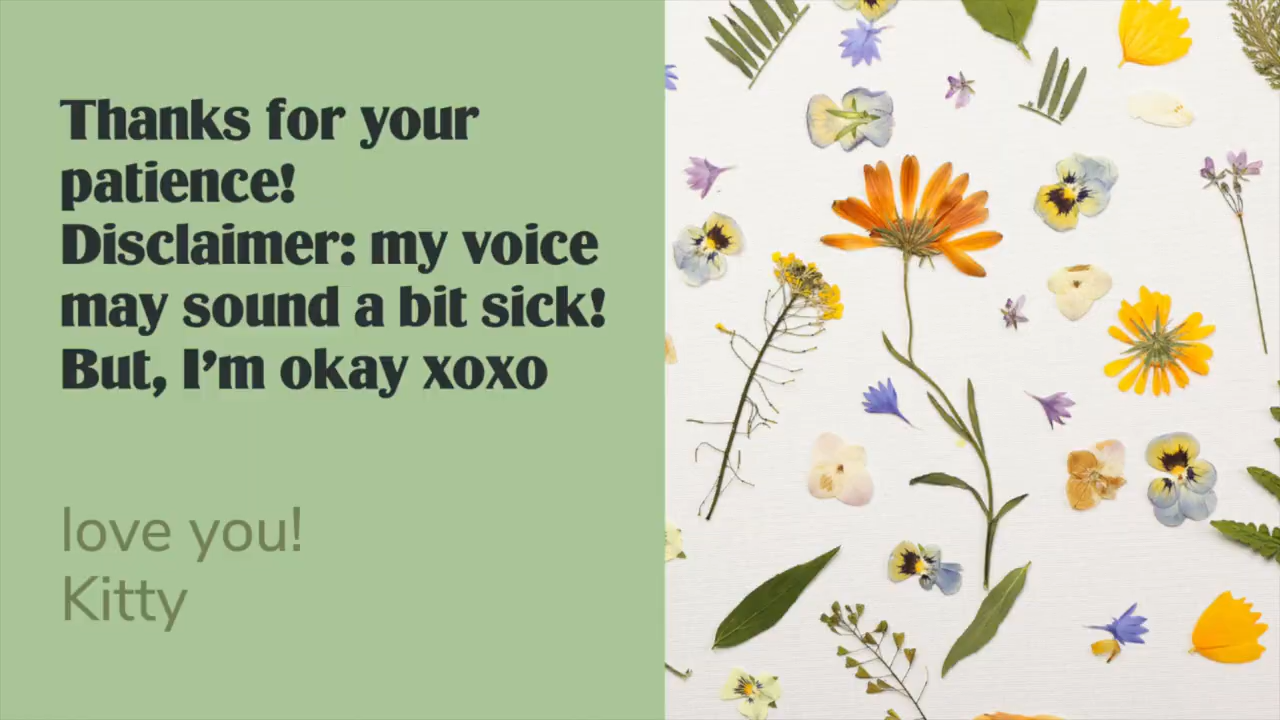 Thanks for your
patience!
Disclaimer: my voice
may sound a bit sick!
But, I’m okay xoxo
love you!
Kitty